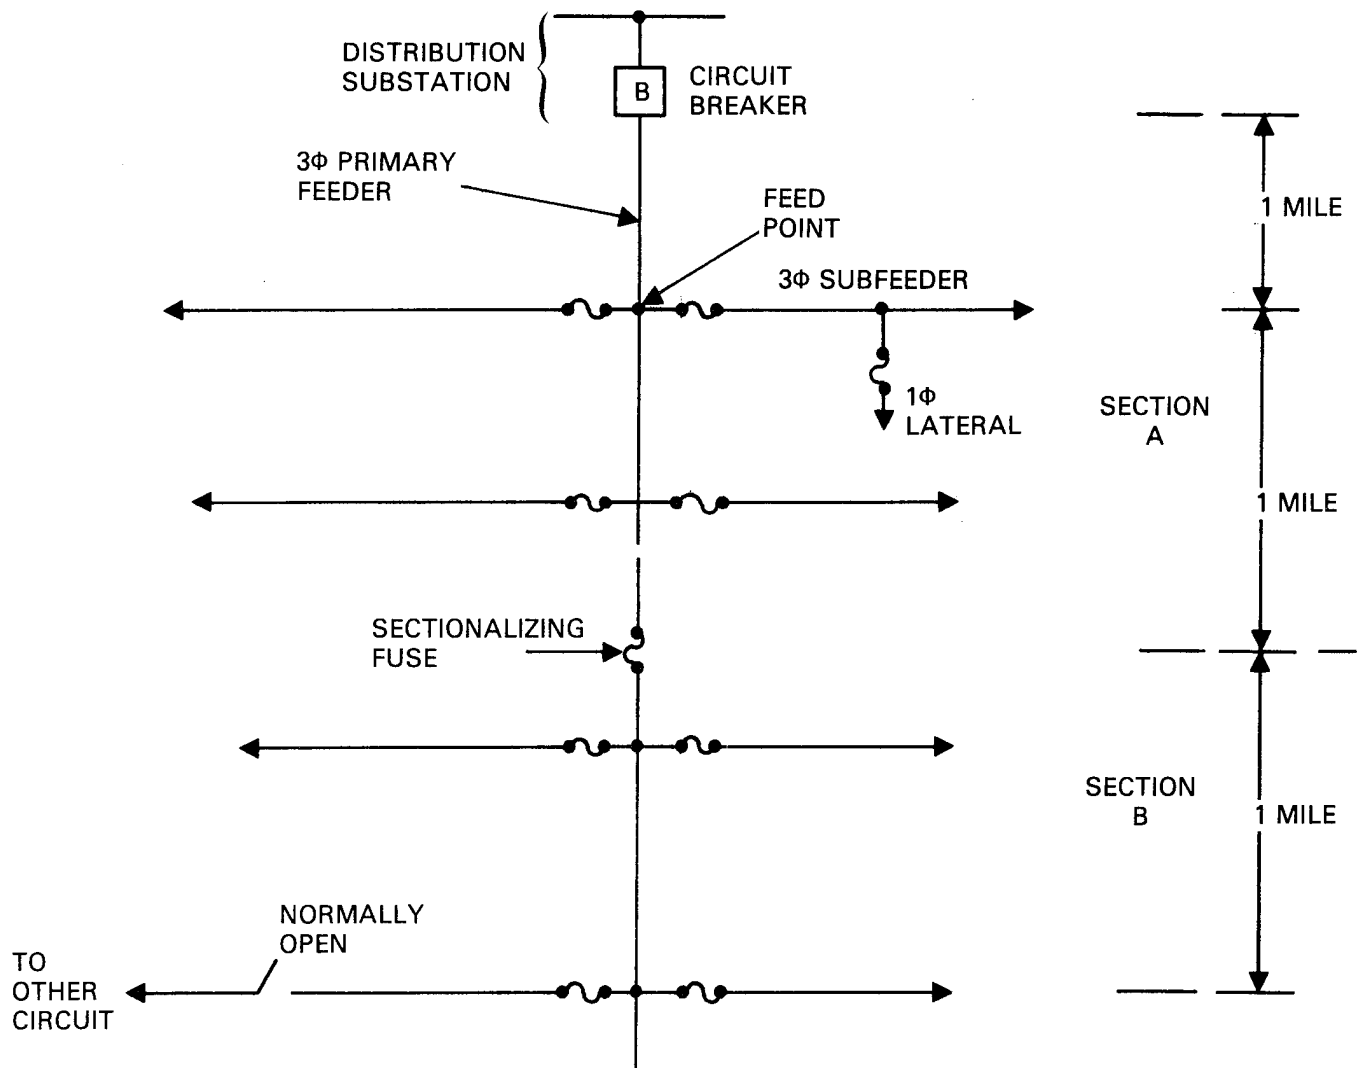 DISTRIBUTION
SUBSTATION
B
CIRCUIT
BREAKER
3Φ PRIMARY
FEEDER
FEED
POINT
1 MILE
3Φ SUBFEEDER
1Φ
LATERAL
SECTION
A
1 MILE
SECTIONALIZING
FUSE
SECTION
B
1 MILE
NORMALLY
OPEN
TO
OTHER
CIRCUIT